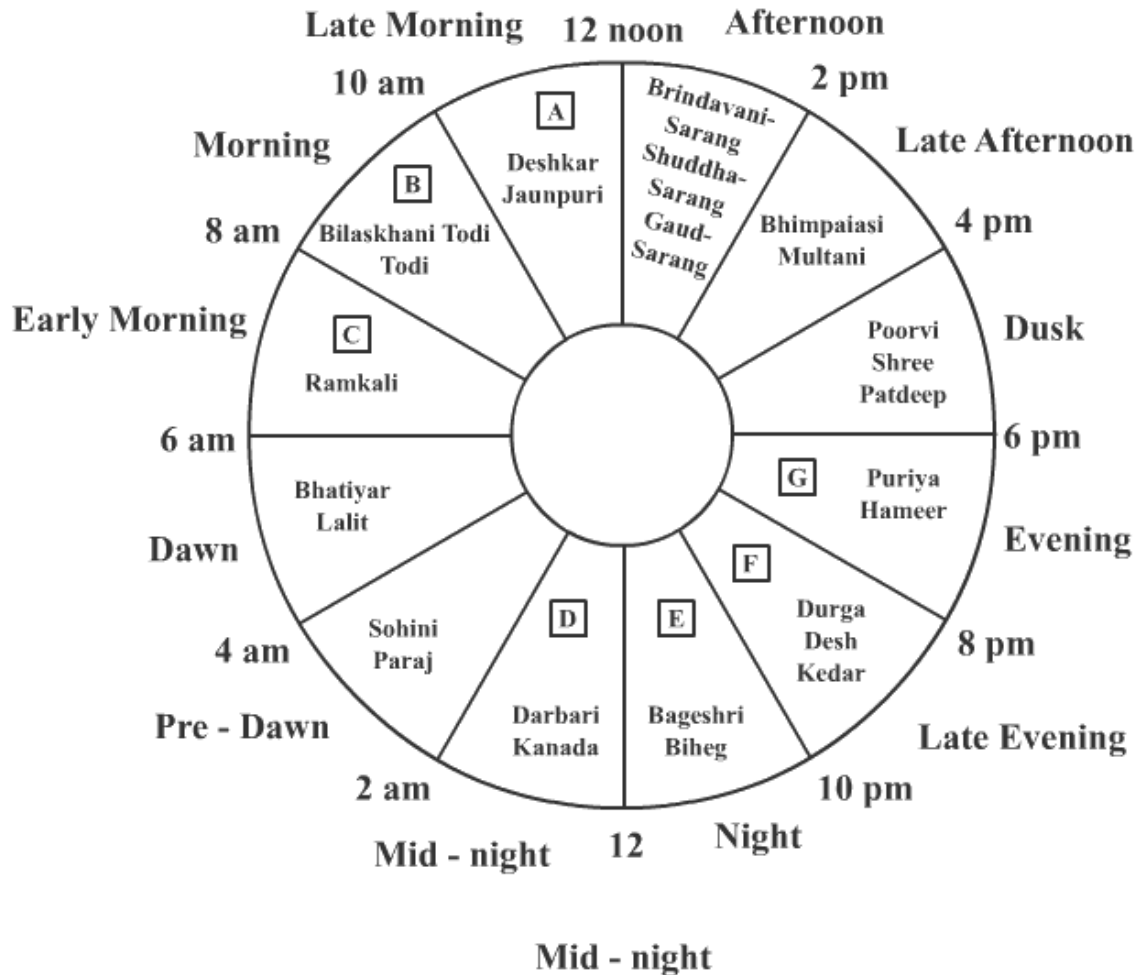 Late Morning
12 noon
Afternoon
10 am
2 pm
A
Deshkar
Jaunpuri
Brindavani-
Sarang
Shuddha-
Sarang
Gaud-
Sarang
Morning
Late Afternoon
B
Bilaskhani Todi
Todi
Bhimpaiasi
Multani
8 am
4 pm
Early Morning
C
Ramkali
Poorvi
Shree
Patdeep
Dusk
6 am
6 pm
Bhatiyar
Lalit
G
Puriya
Hameer
Dawn
Evening
F
Durga
Desh
Kedar
Sohini
Paraj
D
Darbari
Kanada
E
Bageshri
Biheg
4 am
8 pm
Pre - Dawn
Late Evening
2 am
10 pm
Mid - night
12
Night
Mid - night